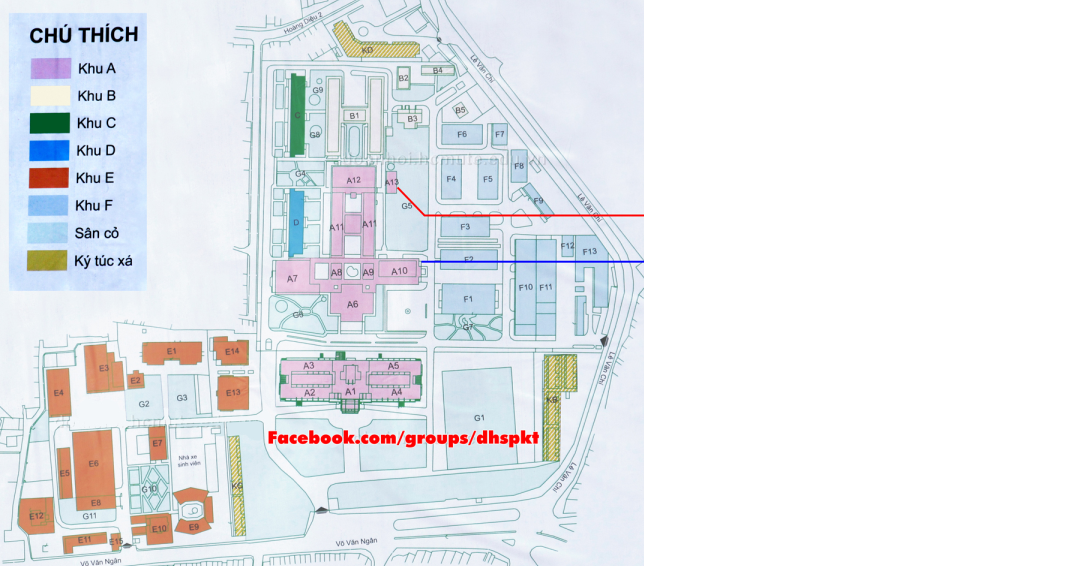 CHÚ THÍCH
Khu A
Khu B
Khu C
Khu D
Khu E
Khu F
Sân cỏ
Ký túc xá
Hoàng Diệu 2
KD
Lê Văn Chí
B2
B4
G9
B1
B5
B3
C
G8
F6
F7
G4
A12
A13
F4
F5
F8
G5
F9
Lê Văn Chí
D
A11
A11
F3
F12
F13
F2
A7
A8
A9
A10
F10
F11
A6
F1
G6
G7
E1
E14
E3
E2
A3
A5
Lê Văn Chí
E4
G2
G3
E13
A2
A1
A4
KB
G1
Facebook.com/groups/dhspkt
E7
Nhà xe
sinh viên
E6
E5
G10
KG
Lê Văn Chí
E8
E12
G11
E10
E9
E11
E15
Võ Văn Ngân
Võ Văn Ngân